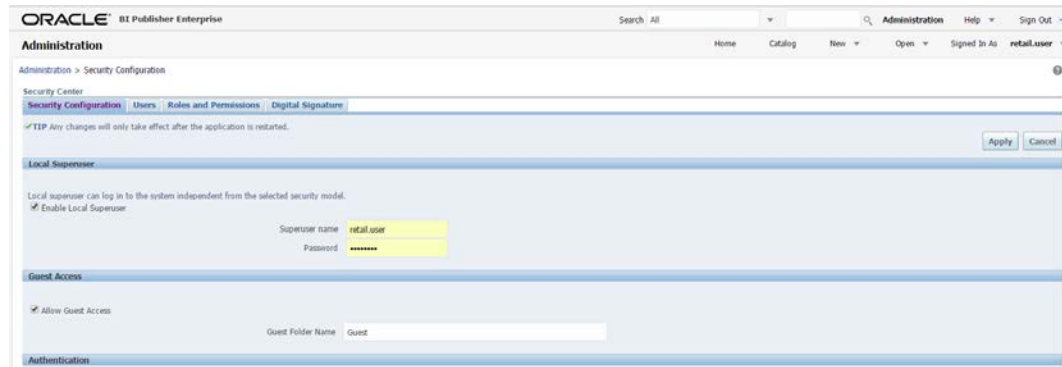 ORACLE BI Publisher Enterprise Search All Administration Help Sign Out
Administration Home Catalog New Open Signed In As retail.user
Administration > Security Configuration
Security Center
Security Configuration Users Roles and Permissions Digital Signature
TIP Any changes will only take effect after the application is restarted.
Apply Cancel
Local Superuser
Local superuser can log in to the system independent from the selected security model.
Enable Local Superuser
Superuser name retail.user
Password ••••••••
Guest Access
Allow Guest Access
Guest Folder Name Guest
Authentication